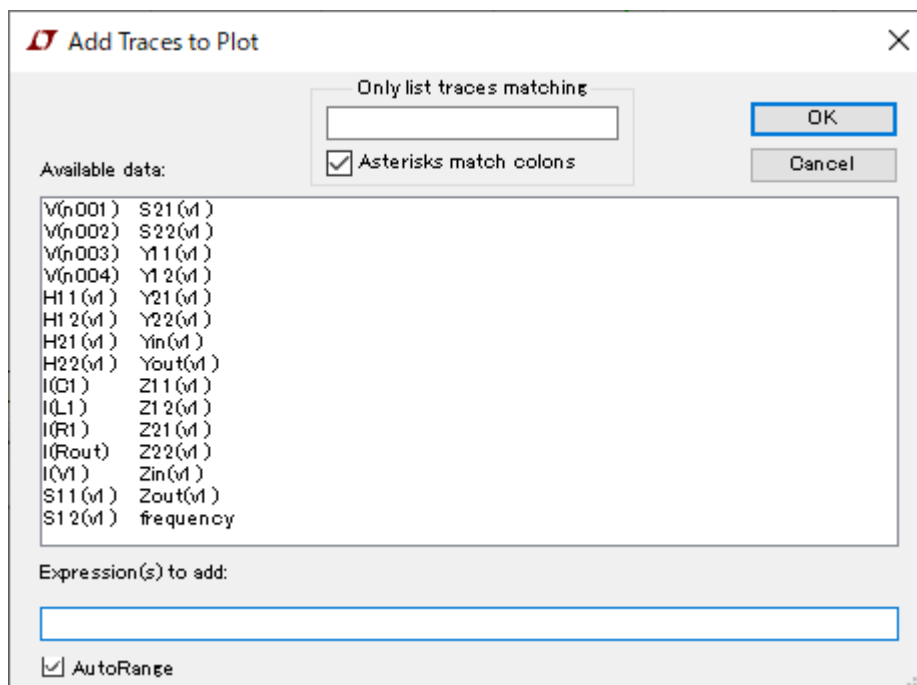 Add Traces to Plot
Only list traces matching
OK
Asterisks match colons
Cancel
Available data:
V(n001) S21(v1)
V(n002) S22(v1)
V(n003) Y11(v1)
V(n004) Y12(v1)
H11(v1) Y21(v1)
H12(v1) Y22(v1)
H21(v1) Yin(v1)
H22(v1) Yout(v1)
I(C1) Z11(v1)
I(L1) Z12(v1)
I(R1) Z21(v1)
I(Rout) Z22(v1)
I(V1) Zin(v1)
S11(v1) Zout(v1)
S12(v1) frequency
Expression(s) to add:
AutoRange